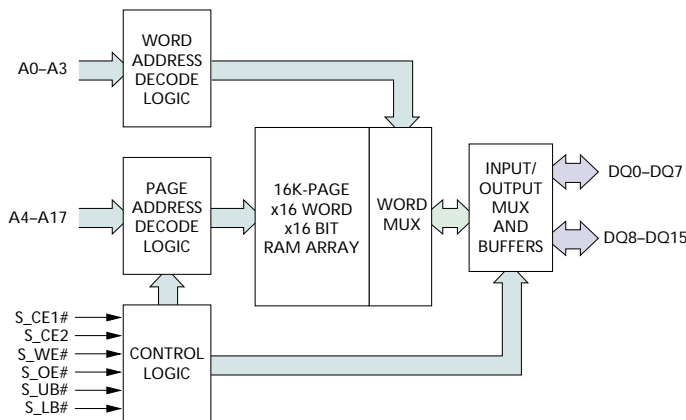 WORD
ADDRESS
DECODE
LOGIC
A0–A3
PAGE
ADDRESS
DECODE
LOGIC
A4–A17
16K-PAGE
x16 WORD
x16 BIT
RAM ARRAY
WORD
MUX
INPUT/
OUTPUT
MUX
AND
BUFFERS
DQ0–DQ7
DQ8–DQ15
S_CE1#
S_CE2
S_WE#
S_OE#
S_UB#
S_LB#
CONTROL
LOGIC